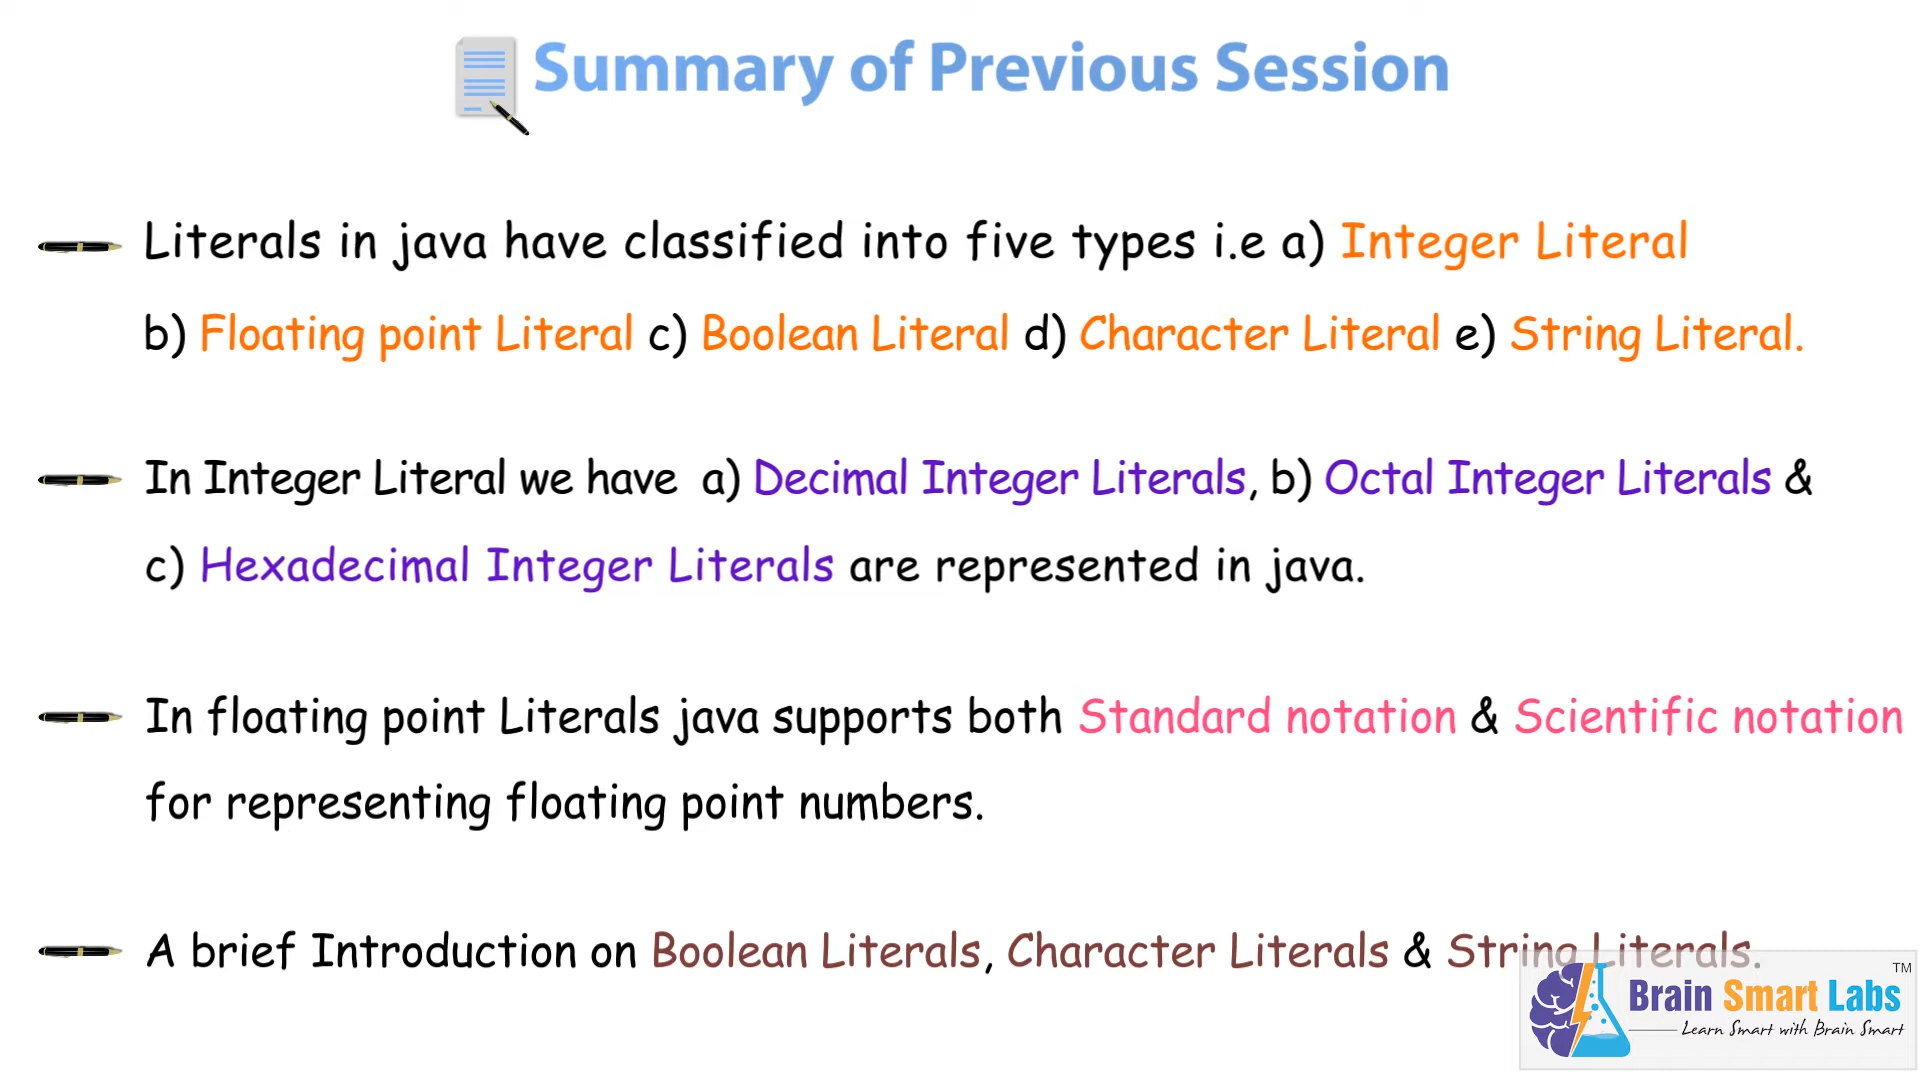 Summary of Previous Session
Literals in java have classified into five types i.e a) Integer Literal
b) Floating point Literal c) Boolean Literal d) Character Literal e) String Literal.
In Integer Literal we have a) Decimal Integer Literals, b) Octal Integer Literals &
c) Hexadecimal Integer Literals are represented in java.
In floating point Literals java supports both Standard notation & Scientific notation
for representing floating point numbers.
A brief Introduction on Boolean Literals, Character Literals & String Literals.
Brain Smart Labs TM
Learn Smart with Brain Smart